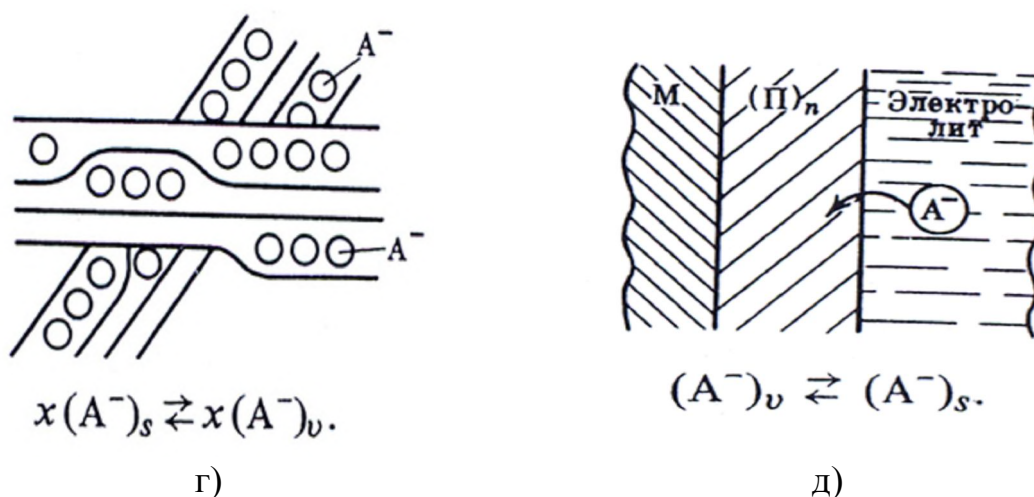 A⁻
A⁻
x(A⁻)ₛ ⇄ x(A⁻)ᵥ.
г)
М
(П)ₙ
Электро-
лит
A⁻
(A⁻)ᵥ ⇄ (A⁻)ₛ.
д)